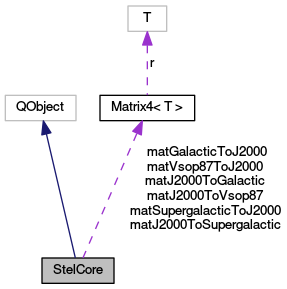 T
r
QObject
Matrix4< T >
matGalacticToJ2000
matVsop87ToJ2000
matJ2000ToGalactic
matJ2000ToVsop87
matSupergalacticToJ2000
matJ2000ToSupergalactic
StelCore